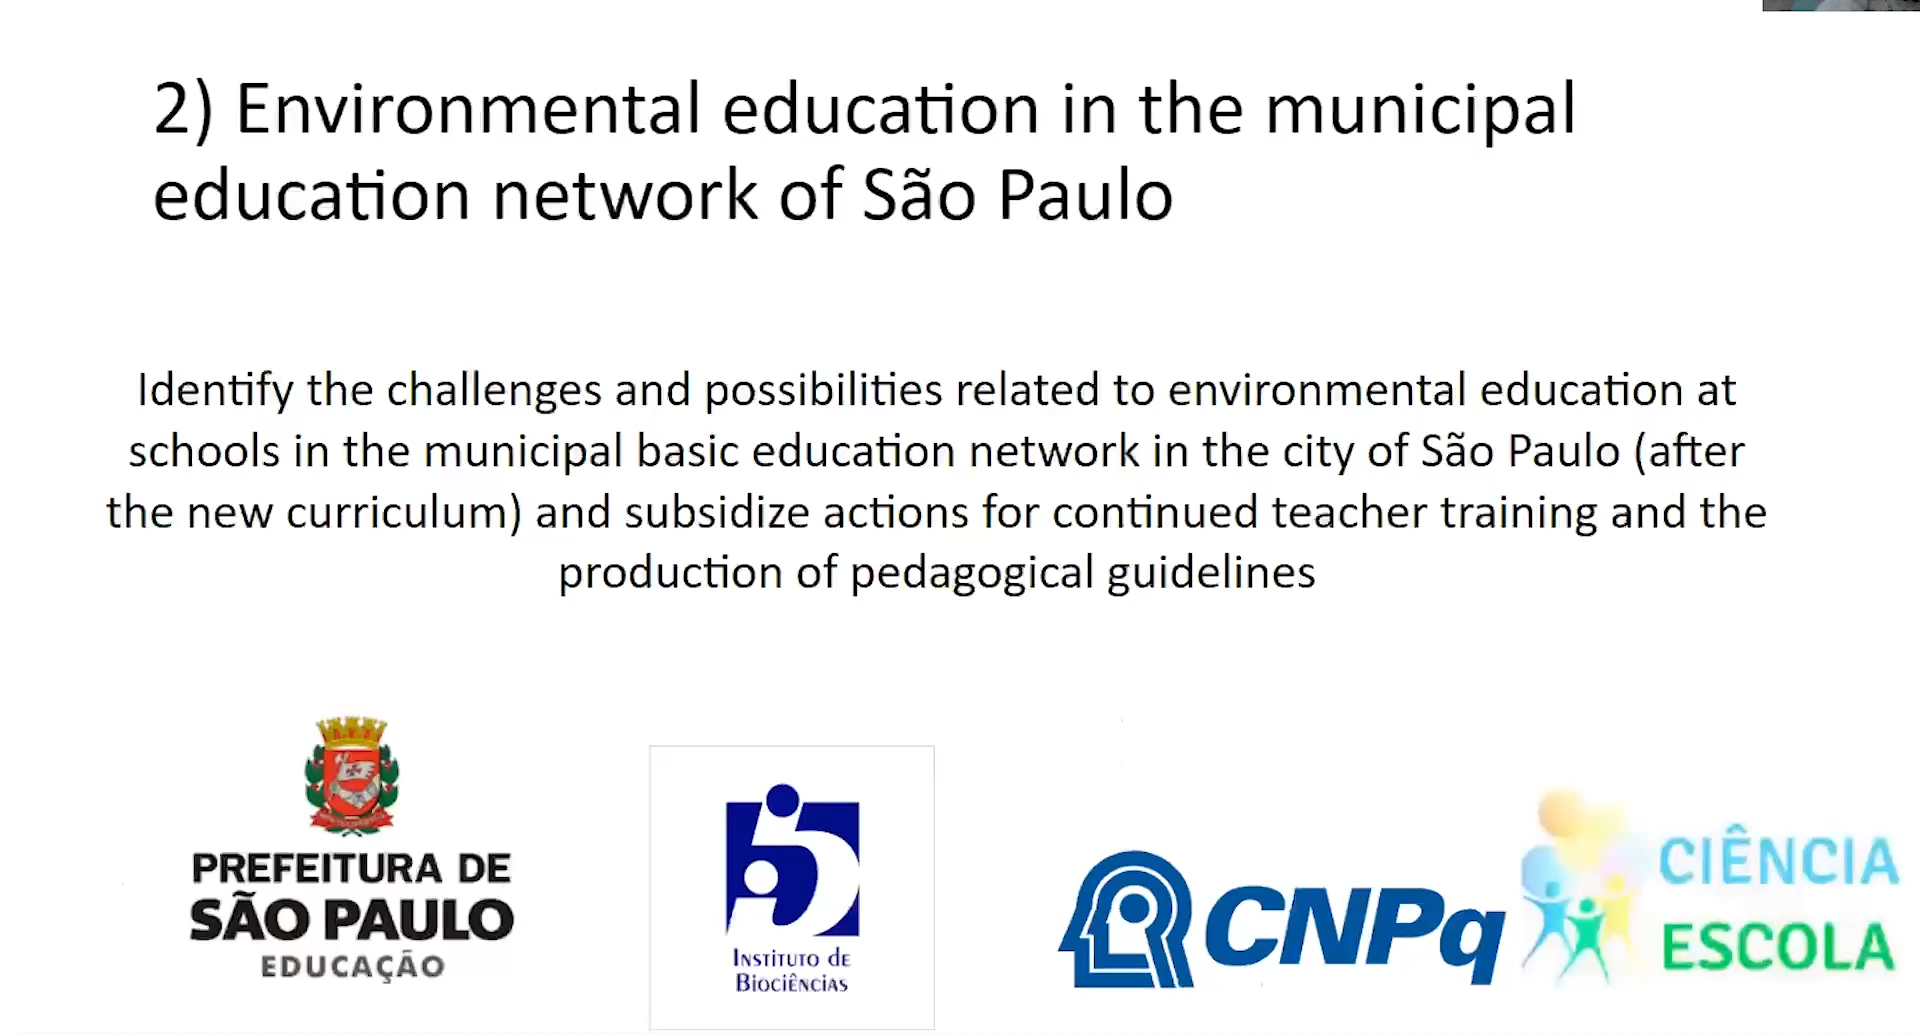 2) Environmental education in the municipal
education network of São Paulo
Identify the challenges and possibilities related to environmental education at
schools in the municipal basic education network in the city of São Paulo (after
the new curriculum) and subsidize actions for continued teacher training and the
production of pedagogical guidelines
PREFEITURA DE
SÃO PAULO
EDUCAÇÃO
INSTITUTO DE
BIOCIÊNCIAS
CNPq
CIÊNCIA
ESCOLA